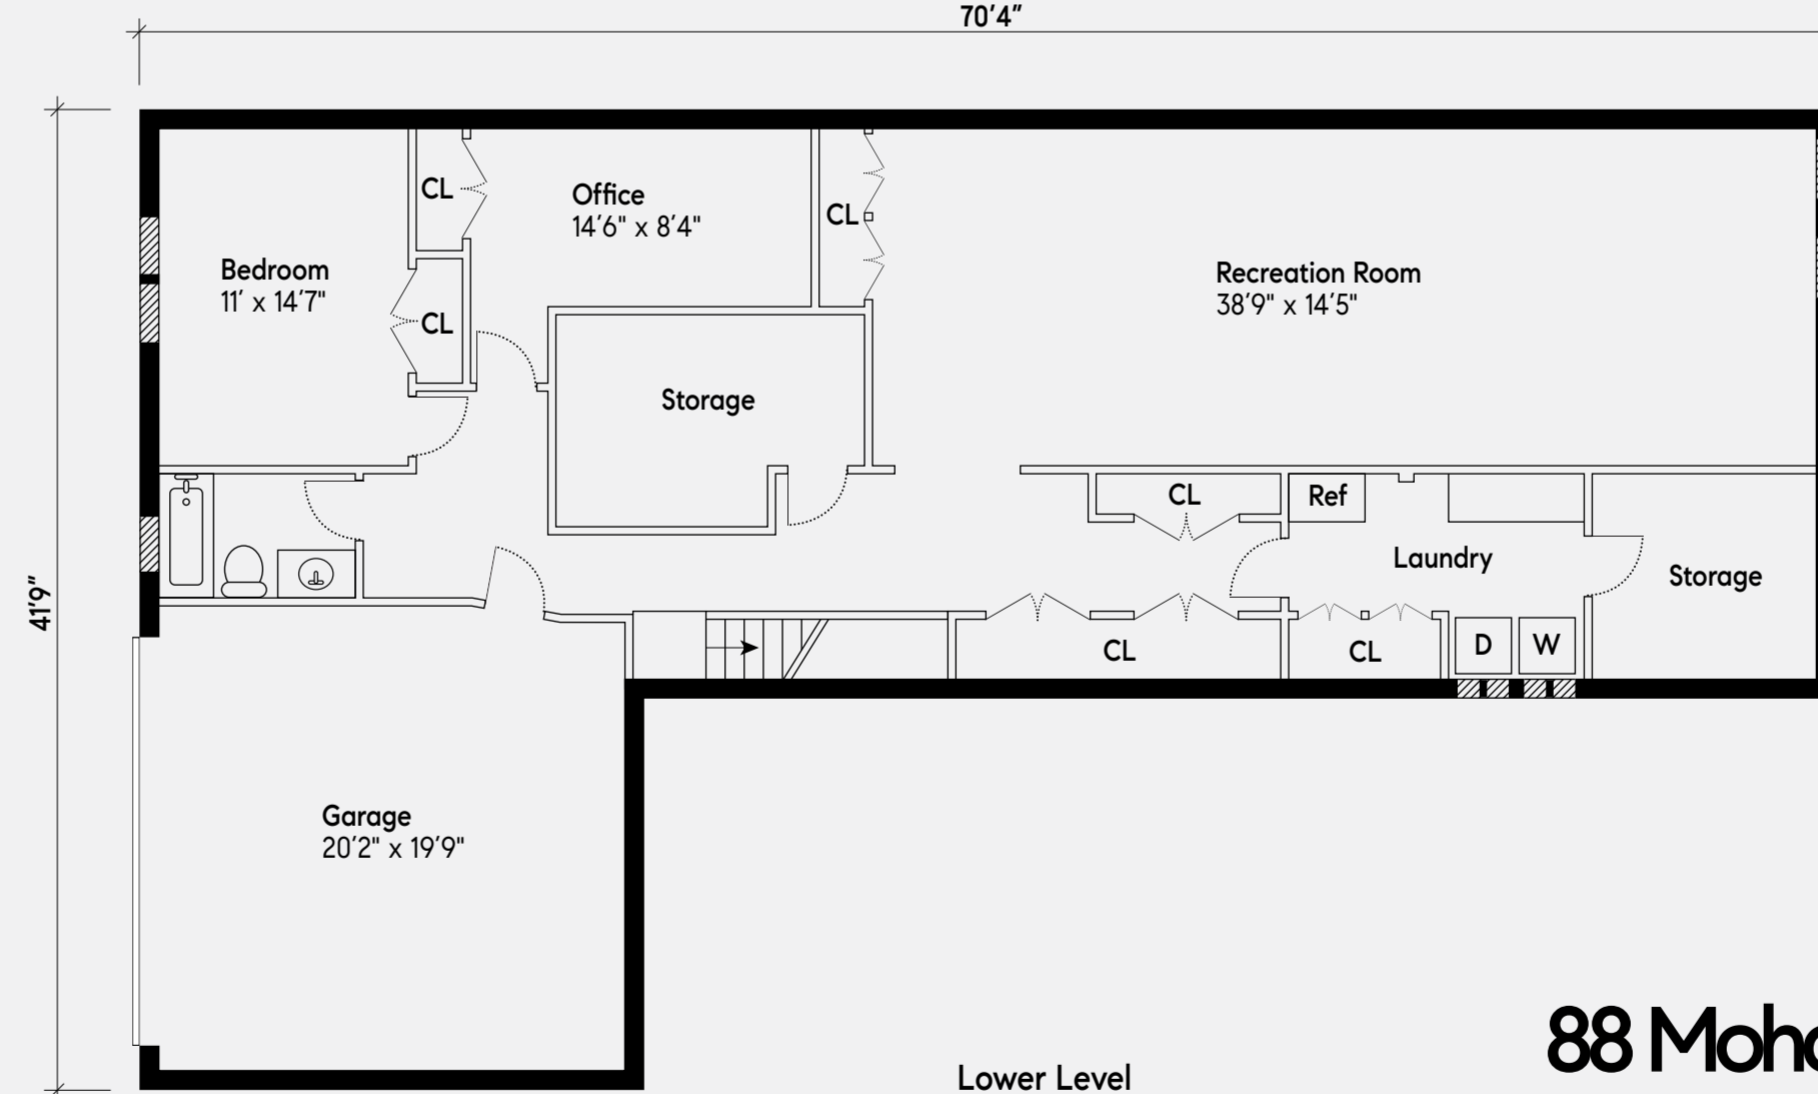 70'4"
41'9"
CL
Office
14'6" x 8'4"
CL
Bedroom
11' x 14'7"
CL
Recreation Room
38'9" x 14'5"
Storage
CL
Ref
Laundry
Storage
CL
CL
D
W
Garage
20'2" x 19'9"
88 Moh
Lower Level